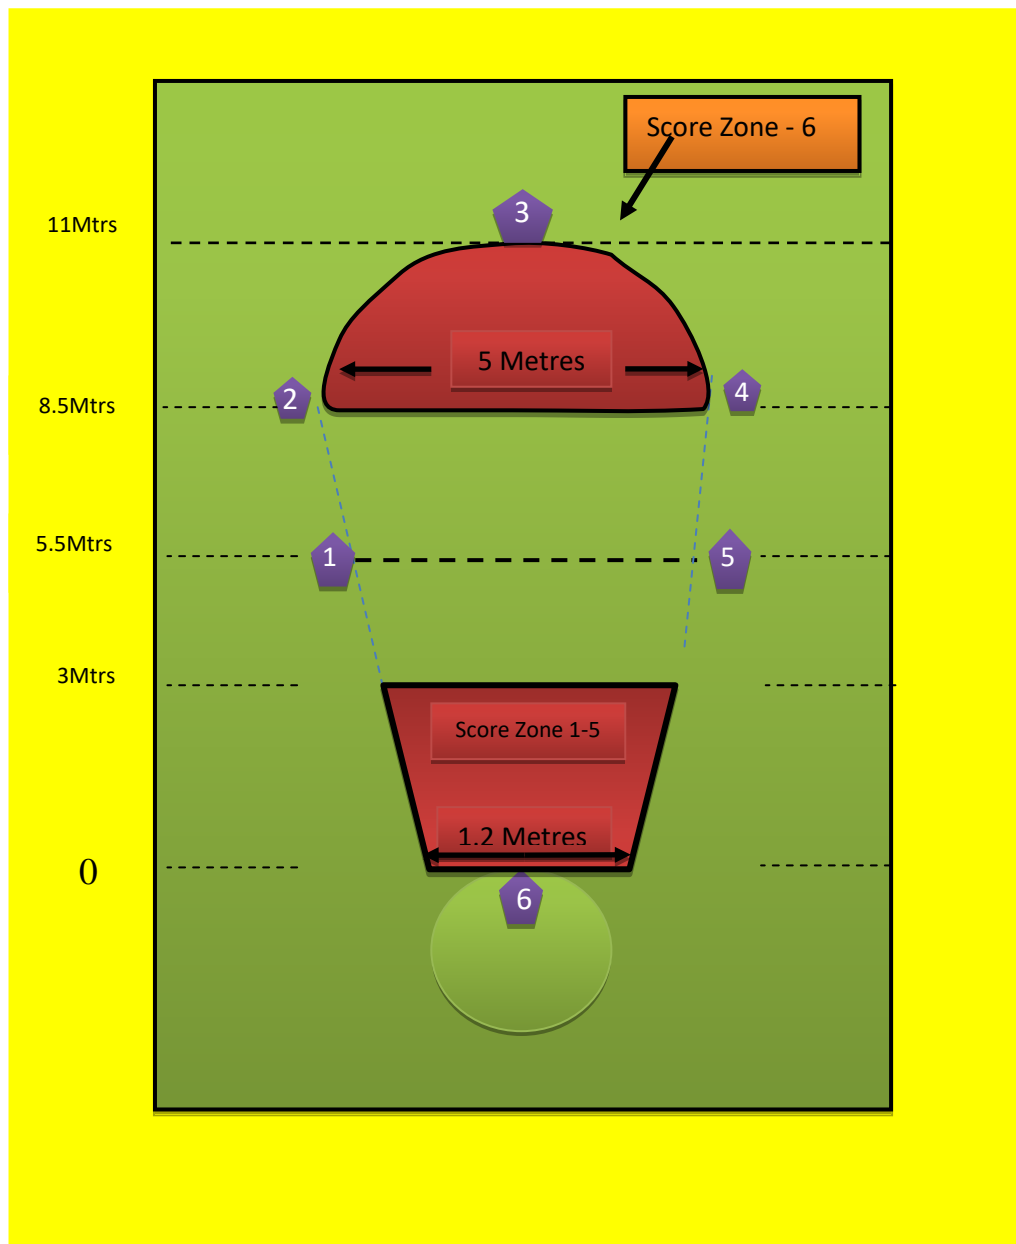 Score Zone - 6
3
11Mtrs
5 Metres
2
4
8.5Mtrs
5.5Mtrs
1
5
3Mtrs
Score Zone 1-5
1.2 Metres
0
6